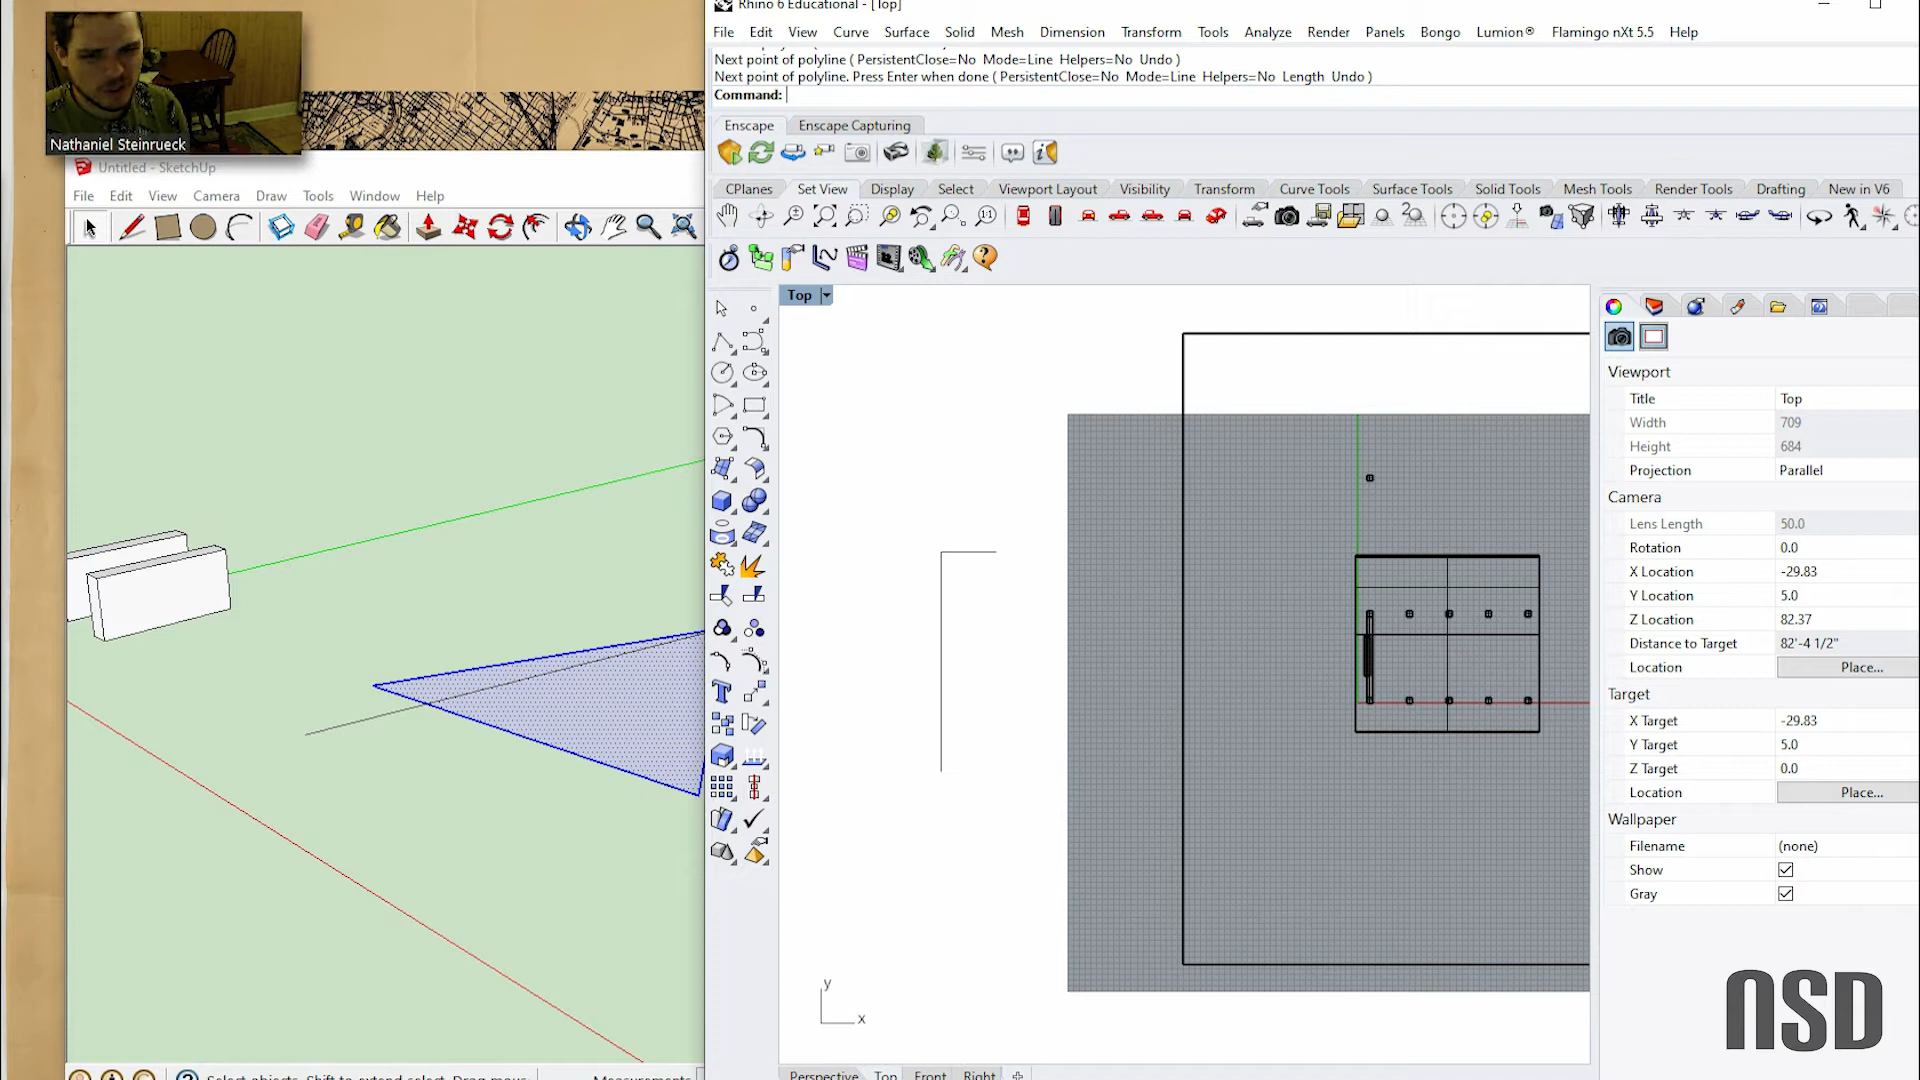 Nathaniel Steinrueck
Untitled - SketchUp
File Edit View Camera Draw Tools Window Help
Measurements
Rhino 6 Educational - [Top]
File Edit View Curve Surface Solid Mesh Dimension Transform Tools Analyze Render Panels Bongo Lumion® Flamingo nXt 5.5 Help
Next point of polyline ( PersistentClose=No Mode=Line Helpers=No Undo )
Next point of polyline. Press Enter when done ( PersistentClose=No Mode=Line Helpers=No Length Undo )
Command:
Enscape Enscape Capturing
CPlanes Set View Display Select Viewport Layout Visibility Transform Curve Tools Surface Tools Solid Tools Mesh Tools Render Tools Drafting New in V6
Top
y
x
Perspective Top Front Right
Viewport
Title Top
Width 709
Height 684
Projection Parallel
Camera
Lens Length 50.0
Rotation 0.0
X Location -29.83
Y Location 5.0
Z Location 82.37
Distance to Target 82'-4 1/2"
Location Place...
Target
X Target -29.83
Y Target 5.0
Z Target 0.0
Location Place...
Wallpaper
Filename (none)
Show
Gray
NSD